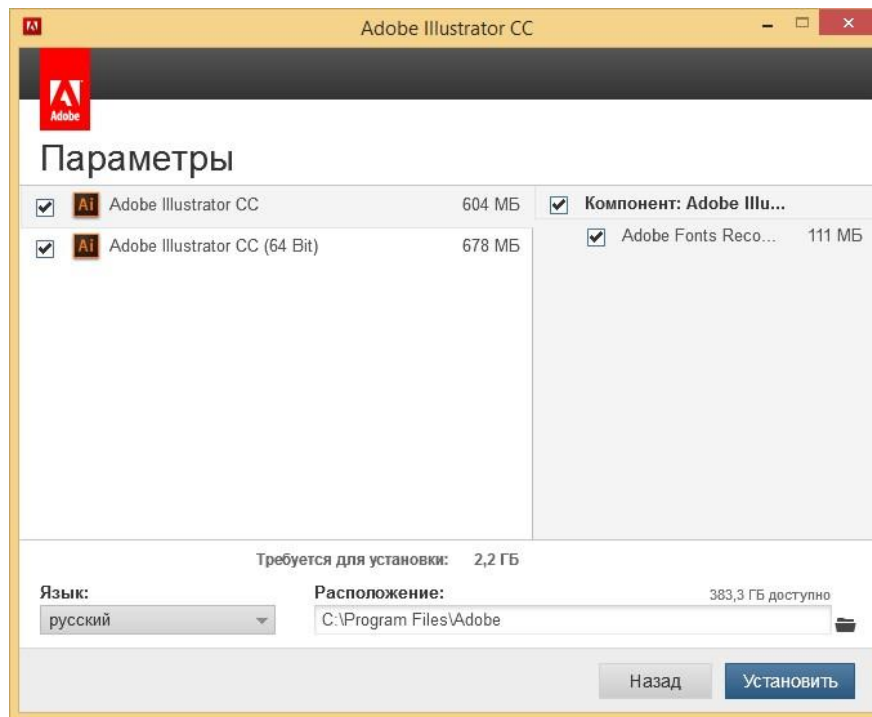 Adobe Illustrator CC
Adobe
Параметры
Ai Adobe Illustrator CC 604 МБ
Ai Adobe Illustrator CC (64 Bit) 678 МБ
Компонент: Adobe Illu...
Adobe Fonts Reco... 111 МБ
Требуется для установки: 2,2 ГБ
Язык: Расположение: 383,3 ГБ доступно
русский C:\Program Files\Adobe
Назад Установить